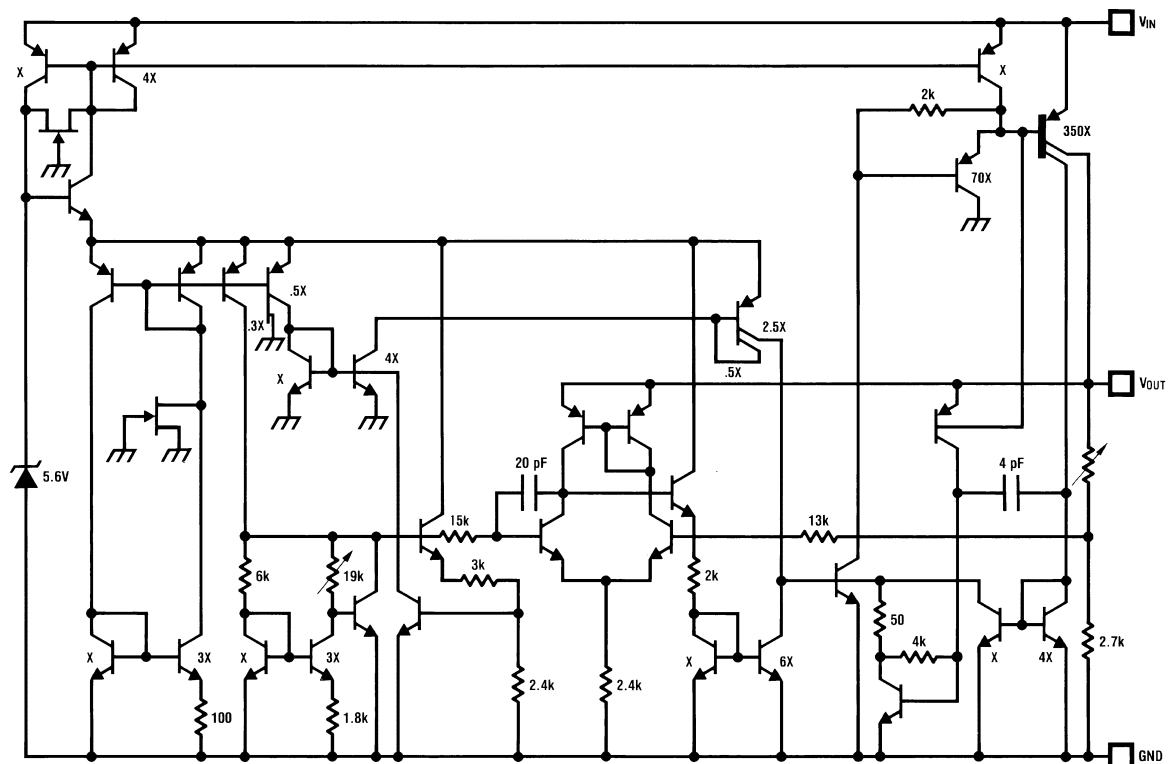 VIN
X
4X
X
2k
350X
70X
.5X
.3X
2.5X
4X
X
.5X
VOUT
20 pF
4 pF
5.6V
15k
13k
3k
6k
19k
2k
50
4k
X
3X
X
3X
X
6X
X
4X
2.7k
2.4k
2.4k
100
1.8k
GND